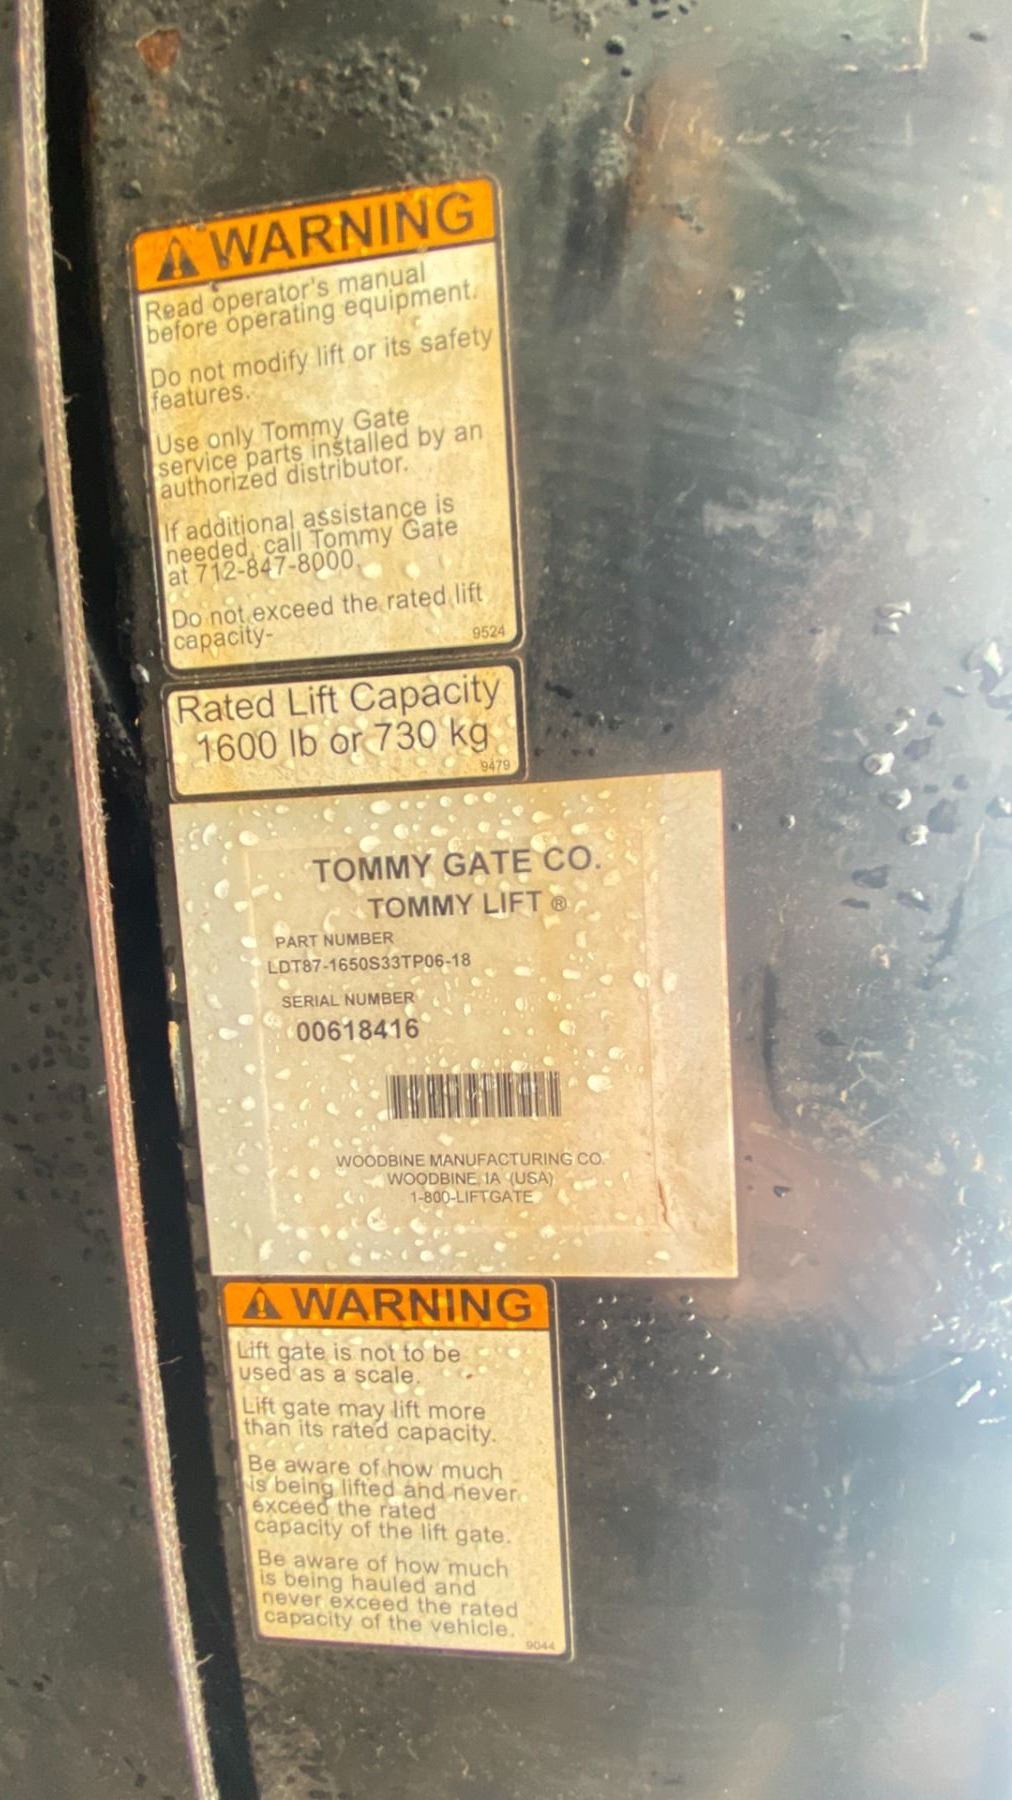 WARNING
Read operator's manual
before operating equipment.
Do not modify lift or its safety
features.
Use only Tommy Gate
service parts installed by an
authorized distributor.
If additional assistance is
needed, call Tommy Gate
at 712-847-8000.
Do not exceed the rated lift
capacity-
9524
Rated Lift Capacity
1600 lb or 730 kg
9479
TOMMY GATE CO.
TOMMY LIFT ®
PART NUMBER
LDT87-1650S33TP06-18
SERIAL NUMBER
00618416
WOODBINE MANUFACTURING CO.
WOODBINE, IA (USA)
1-800-LIFTGATE
WARNING
Lift gate is not to be
used as a scale.
Lift gate may lift more
than its rated capacity.
Be aware of how much
is being lifted and never
exceed the rated
capacity of the lift gate.
Be aware of how much
is being hauled and
never exceed the rated
capacity of the vehicle.
9044